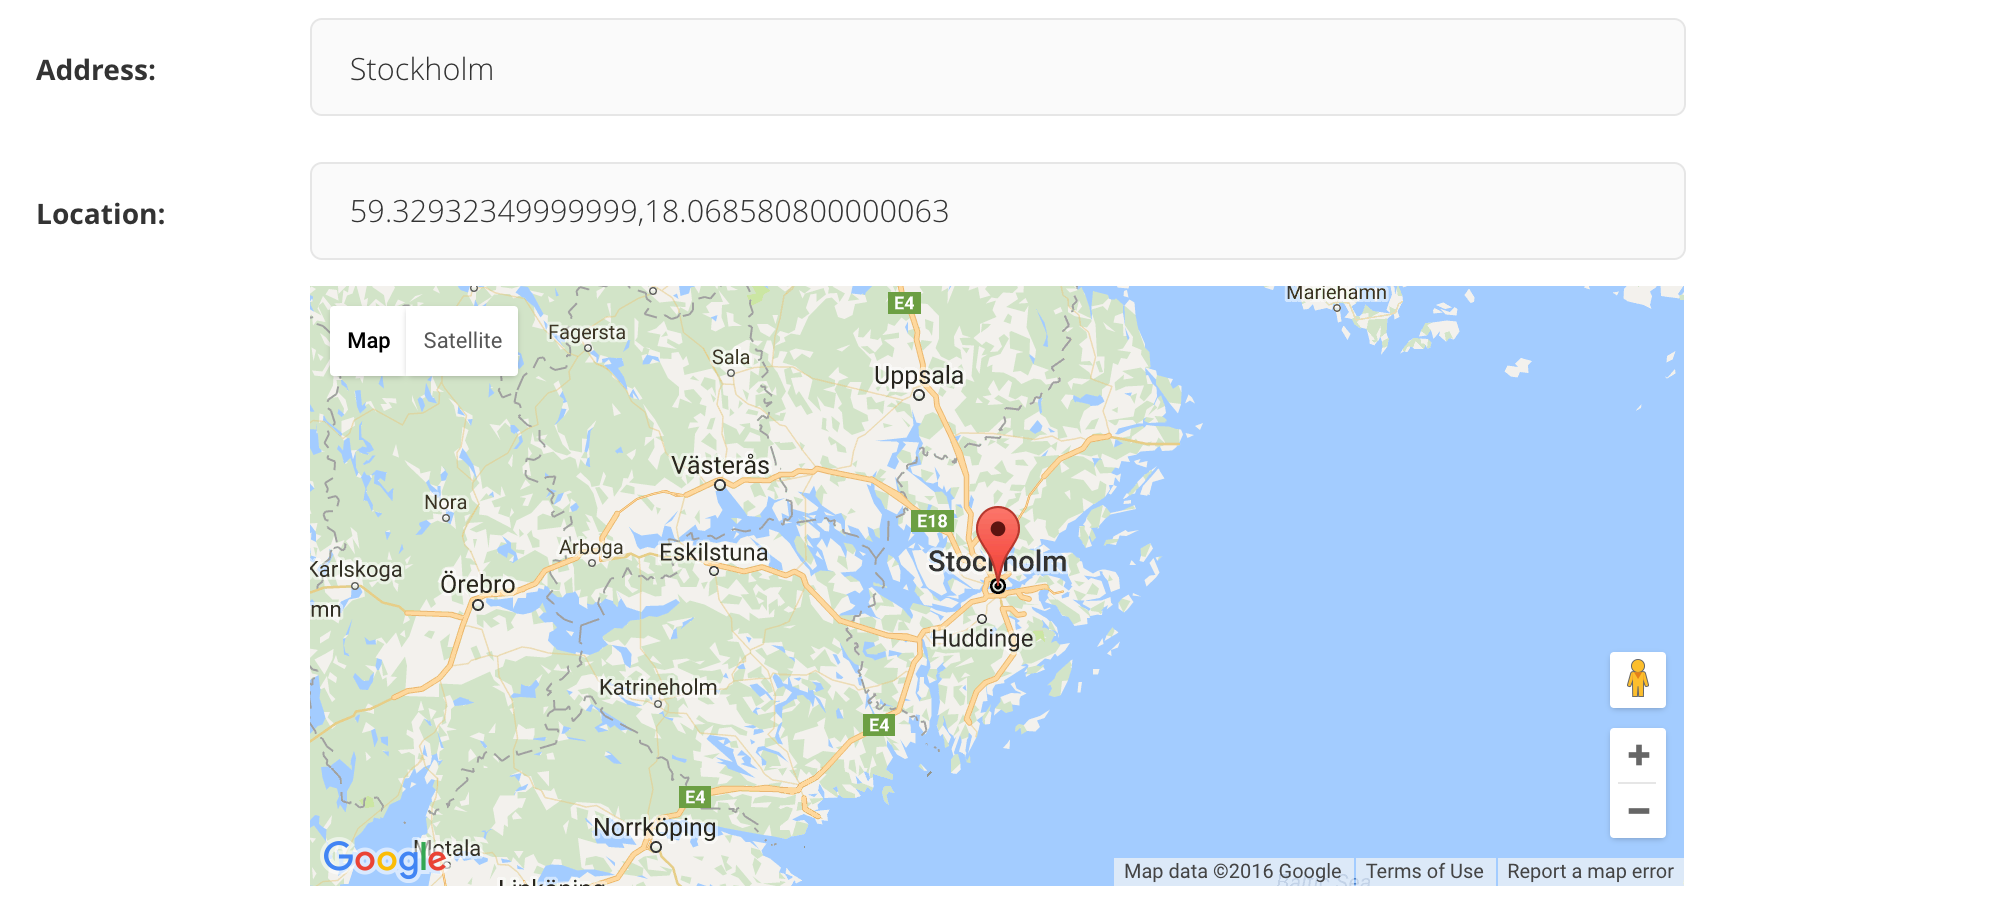 Address:
Stockholm
Location:
59.32932349999999,18.068580800000063
Map
Satellite
Mariehamn
E4
Fagersta
Sala
Uppsala
Västerås
Nora
E18
Arboga
Eskilstuna
Stockholm
Karlskoga
Örebro
mn
Huddinge
Katrineholm
E4
E4
Norrköping
Motala
Google
Linköping
Map data ©2016 Google
Terms of Use
Report a map error
Baltic Sea